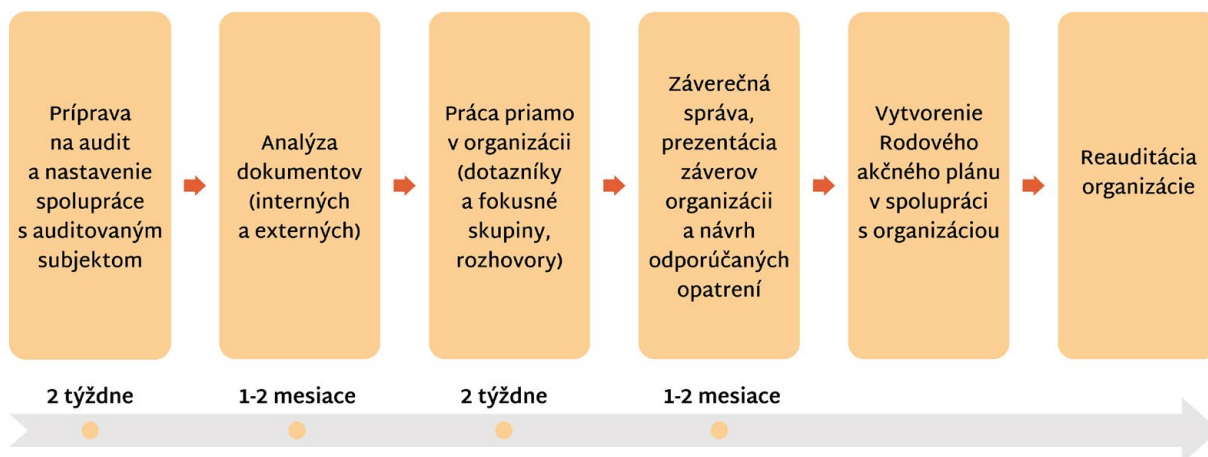 Príprava
na audit
a nastavenie
spolupráce
s auditovaným
subjektom
Analýza
dokumentov
(interných
a externých)
Práca priamo
v organizácii
(dotazníky
a fokusné
skupiny,
rozhovory)
Záverečná
správa,
prezentácia
záverov
organizácii
a návrh
odporúčaných
opatrení
Vytvorenie
Rodového
akčného plánu
v spolupráci
s organizáciou
Reauditácia
organizácie
2 týždne
1-2 mesiace
2 týždne
1-2 mesiace